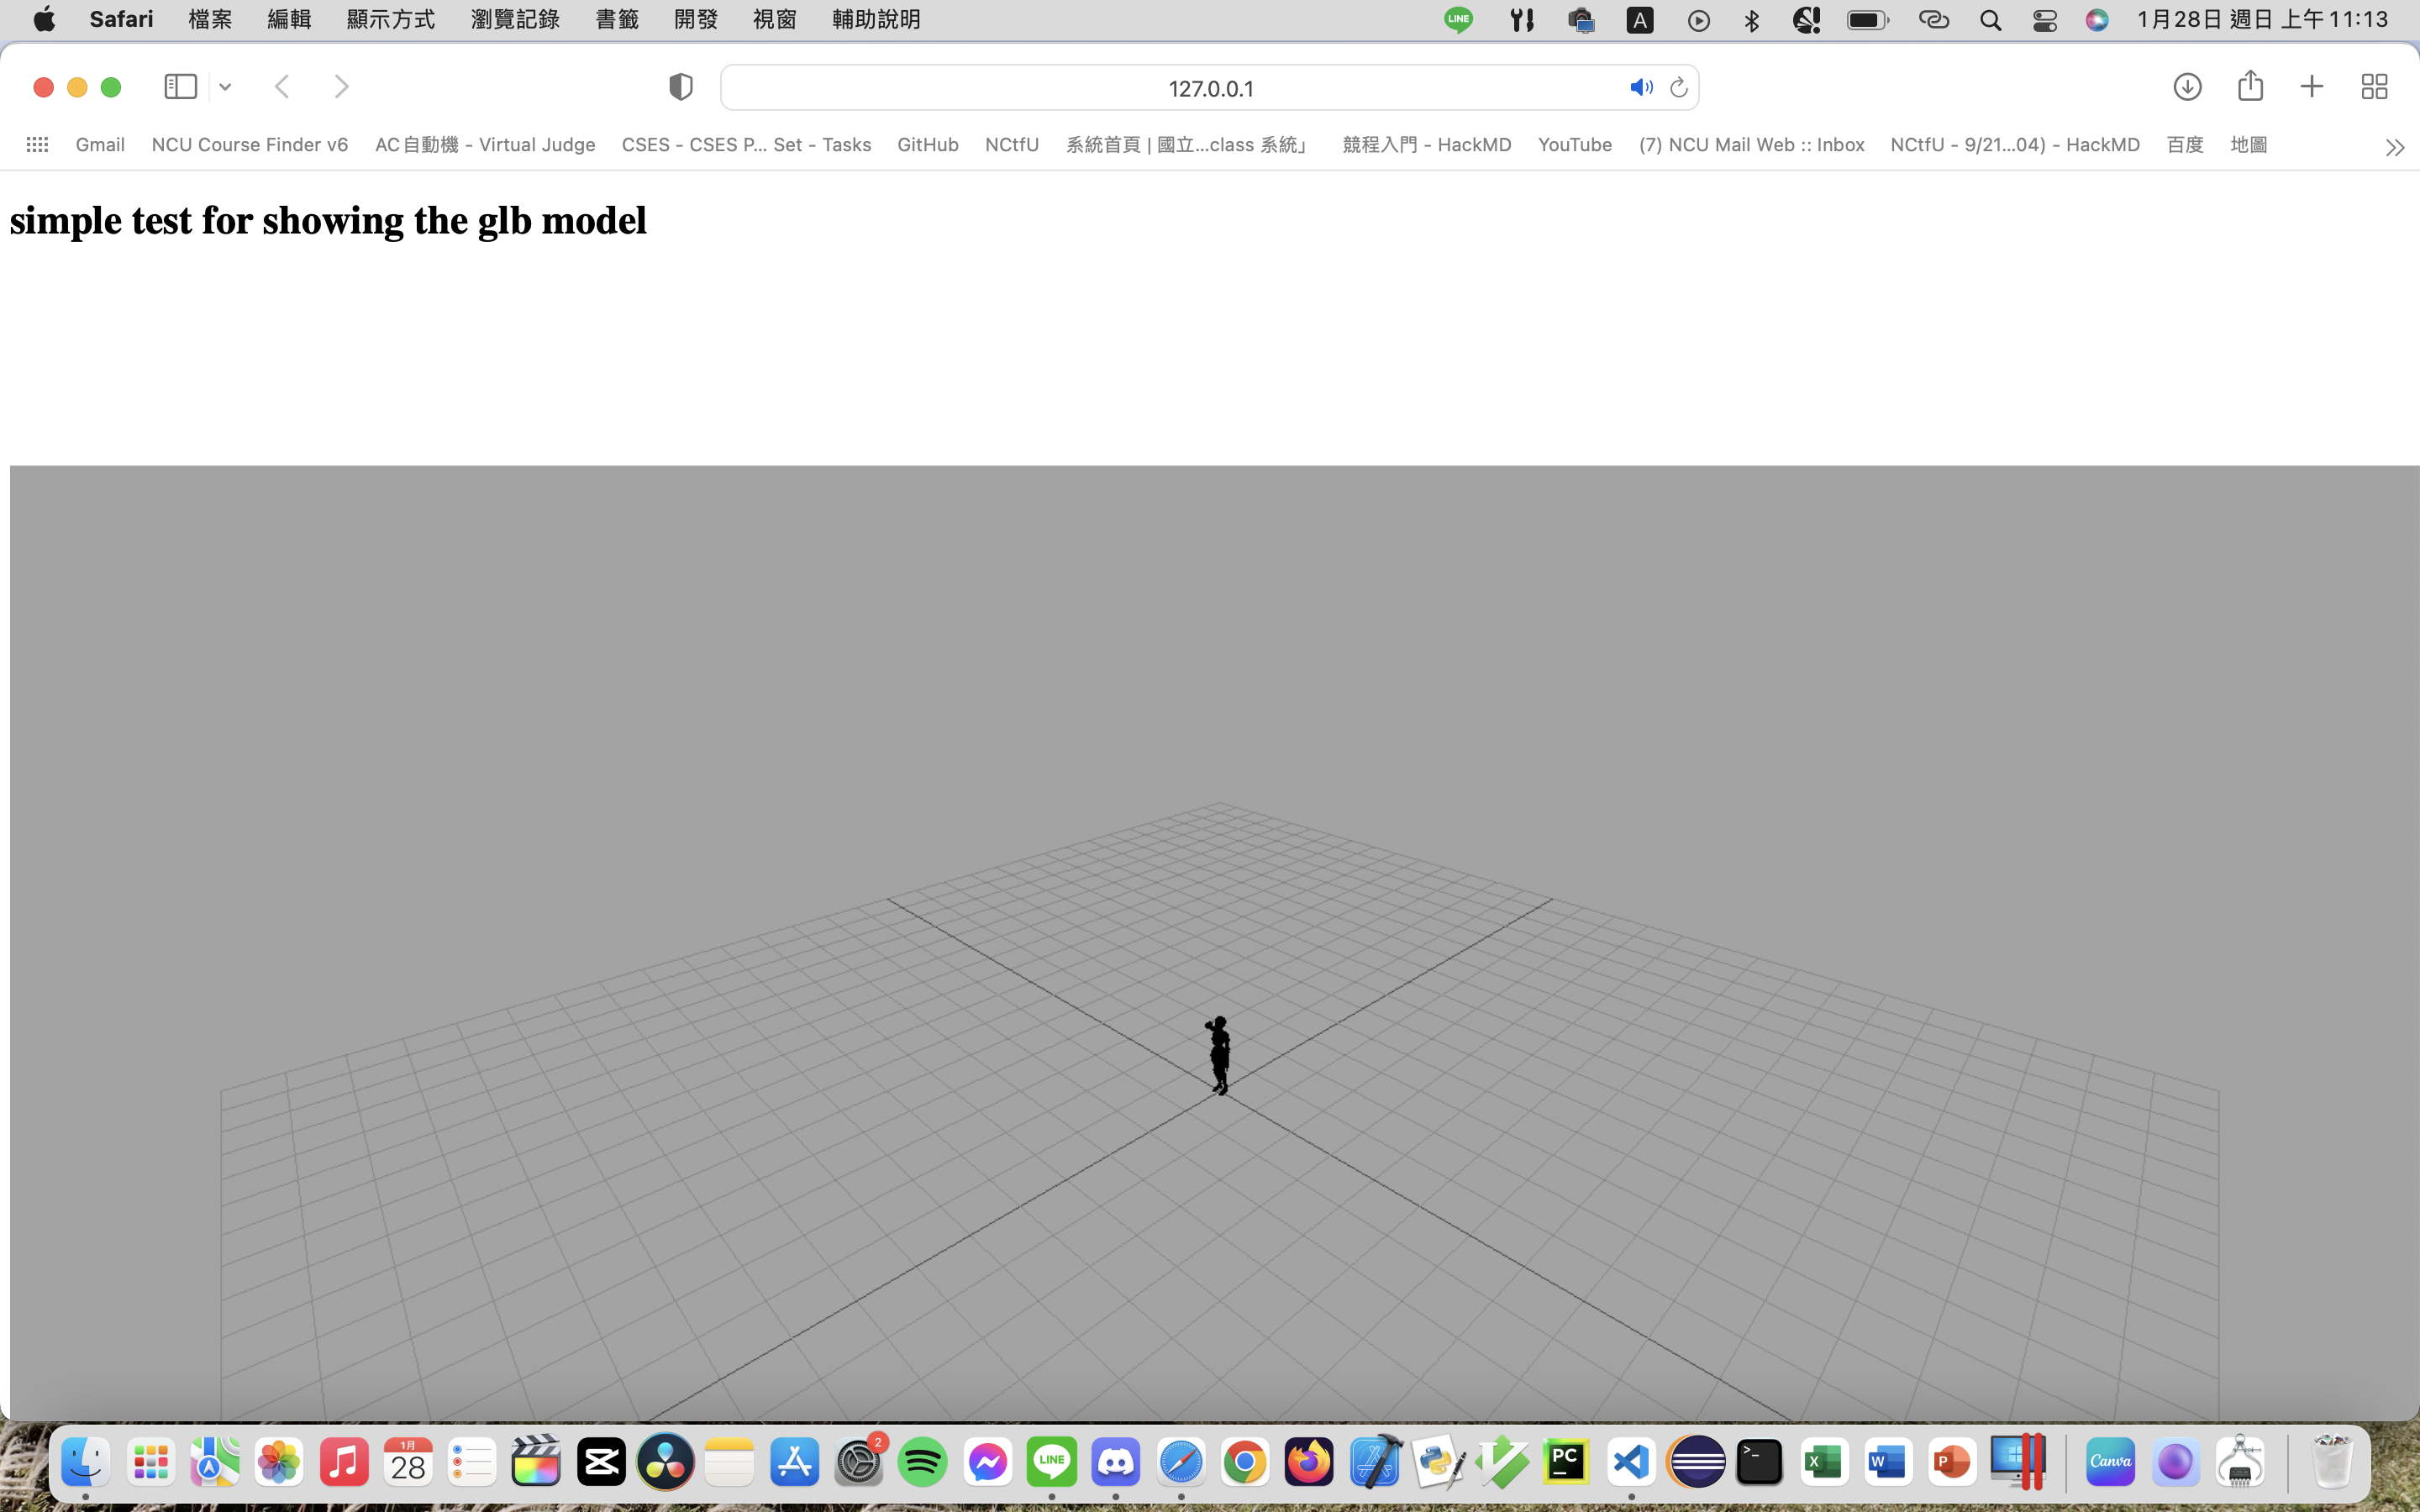 Safari 檔案 編輯 顯示方式 瀏覽記錄 書籤 開發 視窗 輔助說明 LINE A 1月28日 週日 上午11:13
127.0.0.1
Gmail NCU Course Finder v6 AC自動機 - Virtual Judge CSES - CSES P... Set - Tasks GitHub NCtfU 系統首頁 | 國立...class 系統」 競程入門 - HackMD YouTube (7) NCU Mail Web :: Inbox NCtfU - 9/21...04) - HackMD 百度 地圖
simple test for showing the glb model
1月
28
2
LINE
PC
X
W
P
Canva